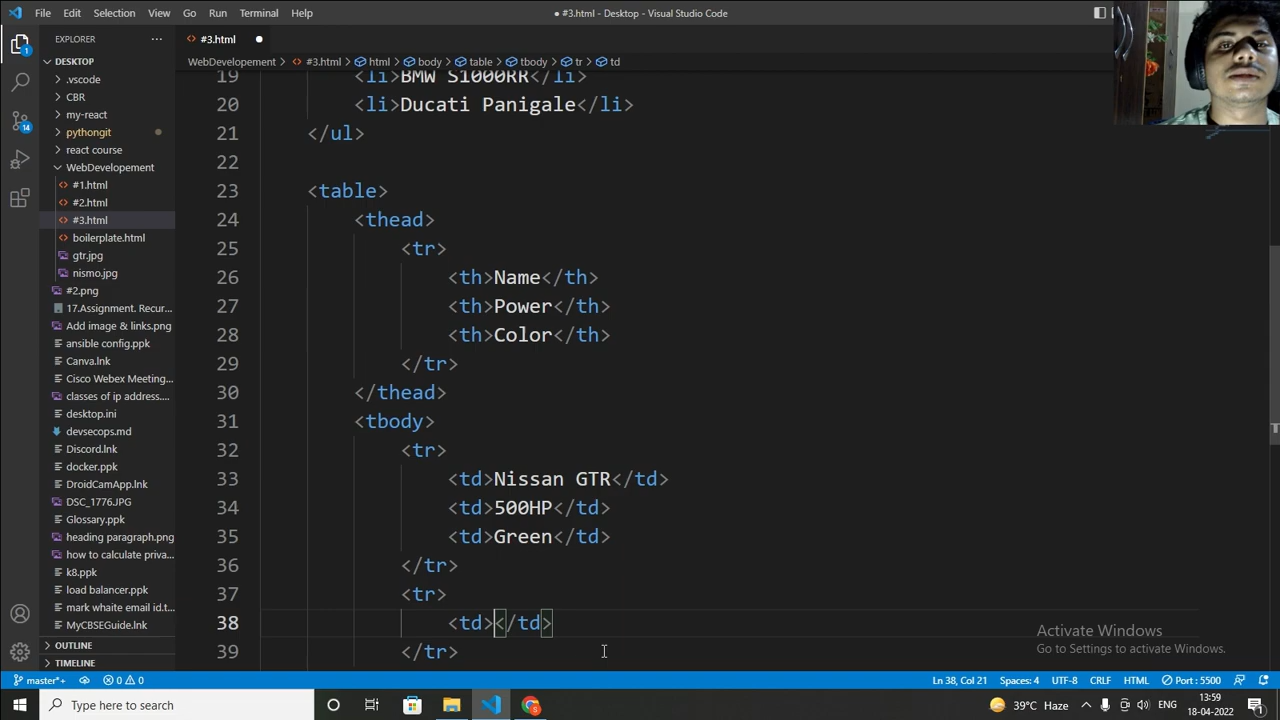 File Edit Selection View Go Run Terminal Help
● #3.html - Desktop - Visual Studio Code
EXPLORER
DESKTOP
.vscode
CBR
my-react
pythongit
react course
WebDevelopement
#1.html
#2.html
#3.html
boilerplate.html
gtr.jpg
nismo.jpg
#2.png
17.Assignment. Recur...
Add image & links.png
ansible config.ppk
Canva.lnk
Cisco Webex Meeting...
classes of ip address....
desktop.ini
devsecops.md
Discord.lnk
docker.ppk
DroidCamApp.lnk
DSC_1776.JPG
Glossary.ppk
heading paragraph.png
how to calculate priva...
k8.ppk
load balancer.ppk
mark whaite email id.t...
MyCBSEGuide.lnk
OUTLINE
TIMELINE
1
14
#3.html ●
WebDevelopement > #3.html > html > body > table > tbody > tr > td
19 <li>BMW S1000RR</li>
20 <li>Ducati Panigale</li>
21 </ul>
22
23 <table>
24 <thead>
25 <tr>
26 <th>Name</th>
27 <th>Power</th>
28 <th>Color</th>
29 </tr>
30 </thead>
31 <tbody>
32 <tr>
33 <td>Nissan GTR</td>
34 <td>500HP</td>
35 <td>Green</td>
36 </tr>
37 <tr>
38 <td></td>
39 </tr>
Activate Windows
Go to Settings to activate Windows.
master*+ 0 0 Ln 38, Col 21 Spaces: 4 UTF-8 CRLF HTML Port : 5500
Type here to search
39°C Haze ENG
13:59
18-04-2022
1